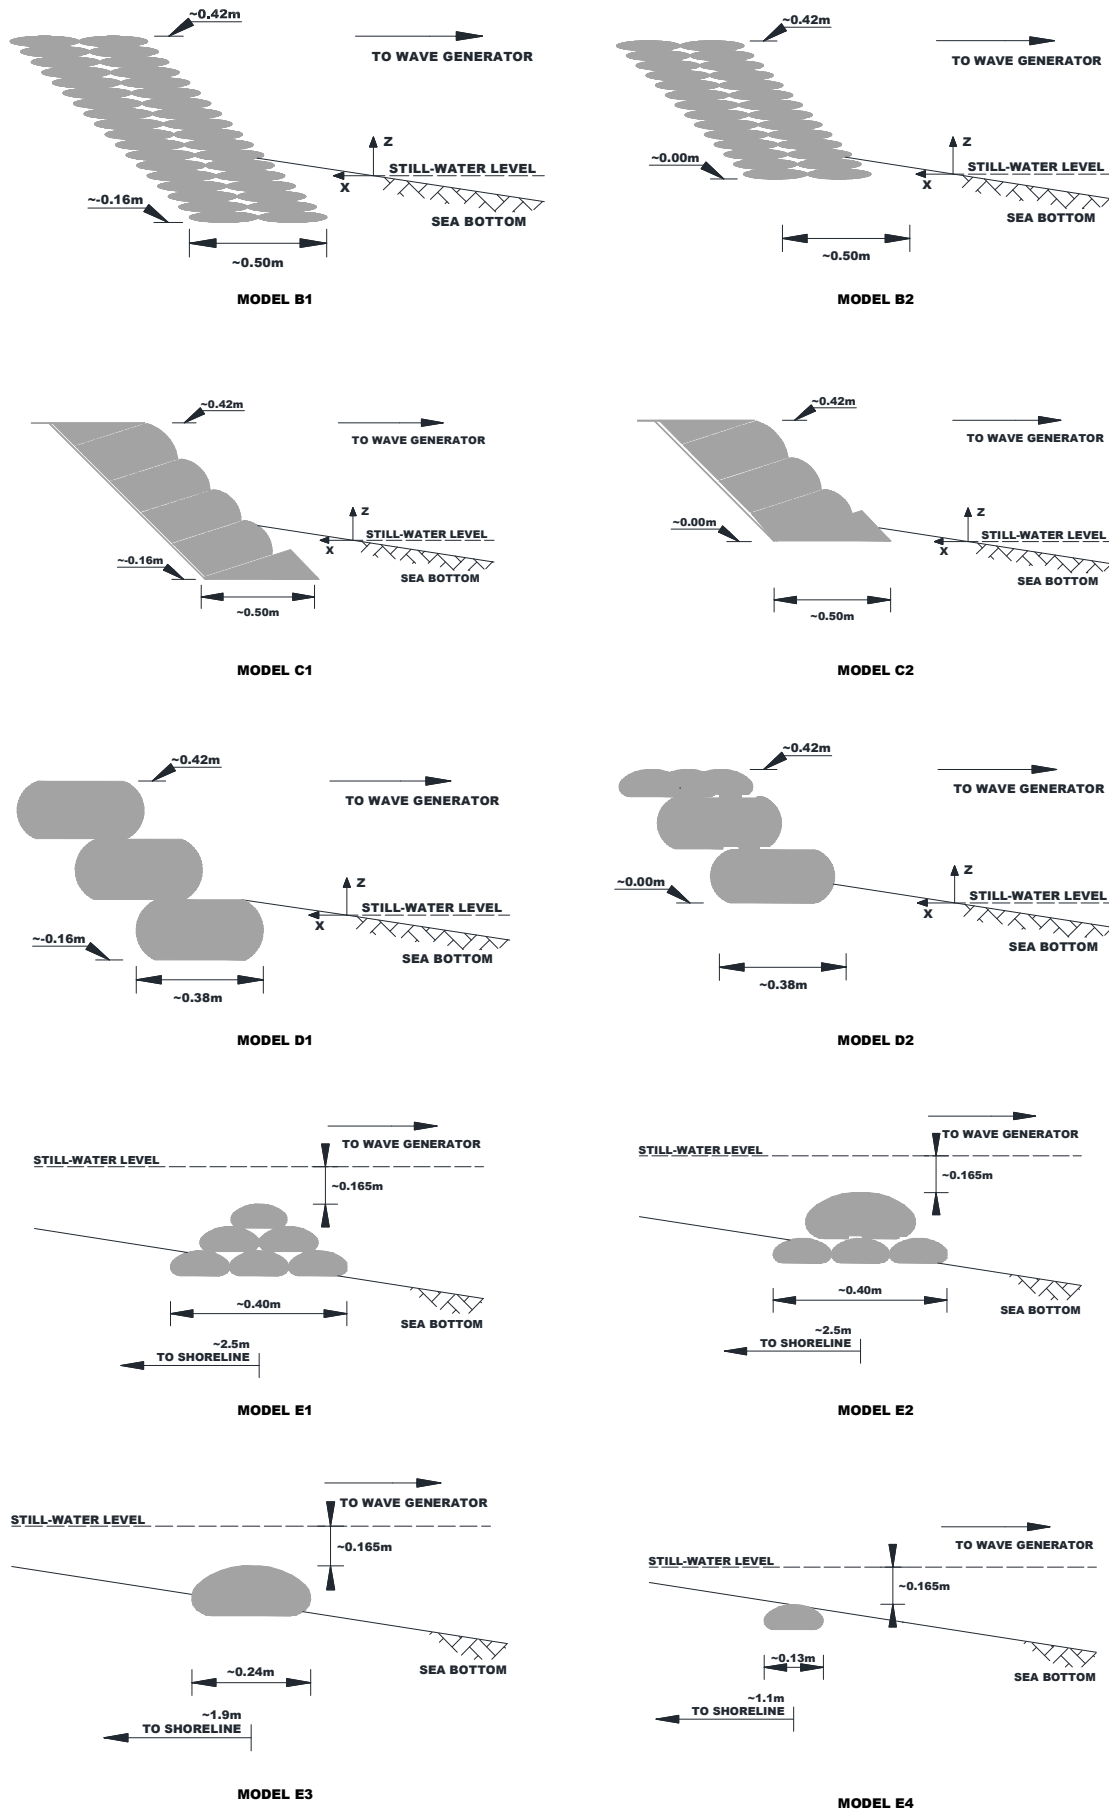 ~0.42m
TO WAVE GENERATOR
Z
STILL-WATER LEVEL
X
~-0.16m
SEA BOTTOM
~0.50m
MODEL B1
~0.42m
TO WAVE GENERATOR
Z
~0.00m
STILL-WATER LEVEL
X
SEA BOTTOM
~0.50m
MODEL B2
~0.42m
TO WAVE GENERATOR
Z
STILL-WATER LEVEL
X
~-0.16m
SEA BOTTOM
~0.50m
MODEL C1
~0.42m
TO WAVE GENERATOR
Z
~0.00m
STILL-WATER LEVEL
X
SEA BOTTOM
~0.50m
MODEL C2
~0.42m
TO WAVE GENERATOR
Z
STILL-WATER LEVEL
X
~-0.16m
SEA BOTTOM
~0.38m
MODEL D1
~0.42m
TO WAVE GENERATOR
Z
~0.00m
STILL-WATER LEVEL
X
SEA BOTTOM
~0.38m
MODEL D2
TO WAVE GENERATOR
STILL-WATER LEVEL
~0.165m
~0.40m
SEA BOTTOM
~2.5m
TO SHORELINE
MODEL E1
TO WAVE GENERATOR
STILL-WATER LEVEL
~0.165m
~0.40m
SEA BOTTOM
~2.5m
TO SHORELINE
MODEL E2
TO WAVE GENERATOR
STILL-WATER LEVEL
~0.165m
~0.24m
SEA BOTTOM
~1.9m
TO SHORELINE
MODEL E3
TO WAVE GENERATOR
STILL-WATER LEVEL
~0.165m
~0.13m
SEA BOTTOM
~1.1m
TO SHORELINE
MODEL E4